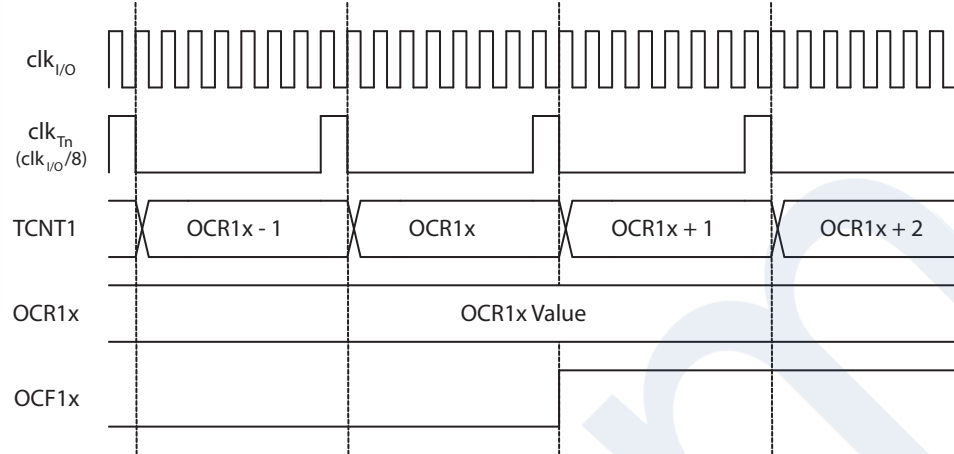 clkI/O
clkTn
(clkI/O/8)
TCNT1 OCR1x - 1 OCR1x OCR1x + 1 OCR1x + 2
OCR1x OCR1x Value
OCF1x